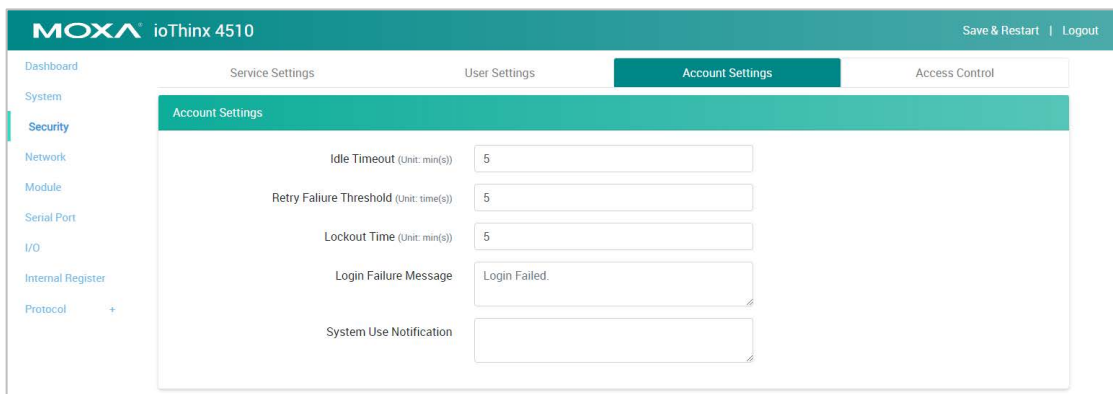 MOXA ioThinx 4510
Save & Restart | Logout
Dashboard
System
Security
Network
Module
Serial Port
I/O
Internal Register
Protocol +
Service Settings User Settings Account Settings Access Control
Account Settings
Idle Timeout (Unit: min(s)) 5
Retry Faliure Threshold (Unit: time(s)) 5
Lockout Time (Unit: min(s)) 5
Login Failure Message Login Failed.
System Use Notification